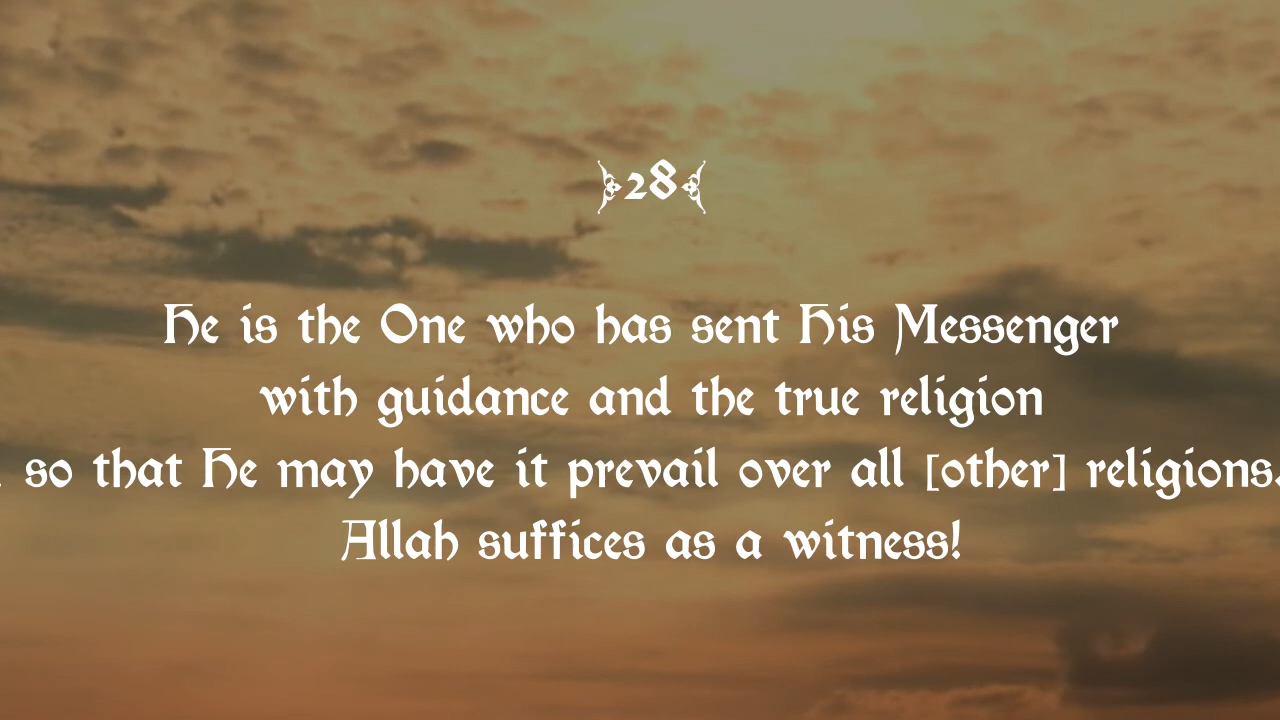 28
He is the One who has sent His Messenger
with guidance and the true religion
so that He may have it prevail over all [other] religions.
Allah suffices as a witness!